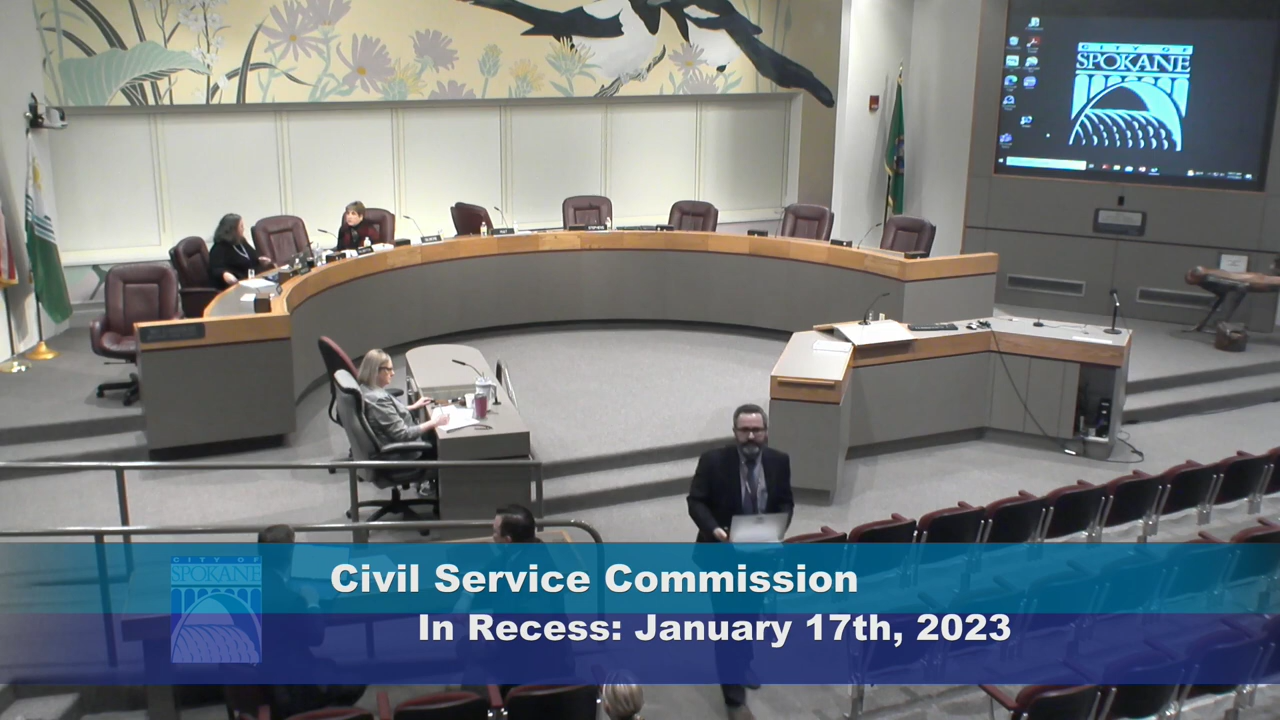 CITY OF
SPOKANE
CITY OF
SPOKANE
Civil Service Commission
In Recess: January 17th, 2023